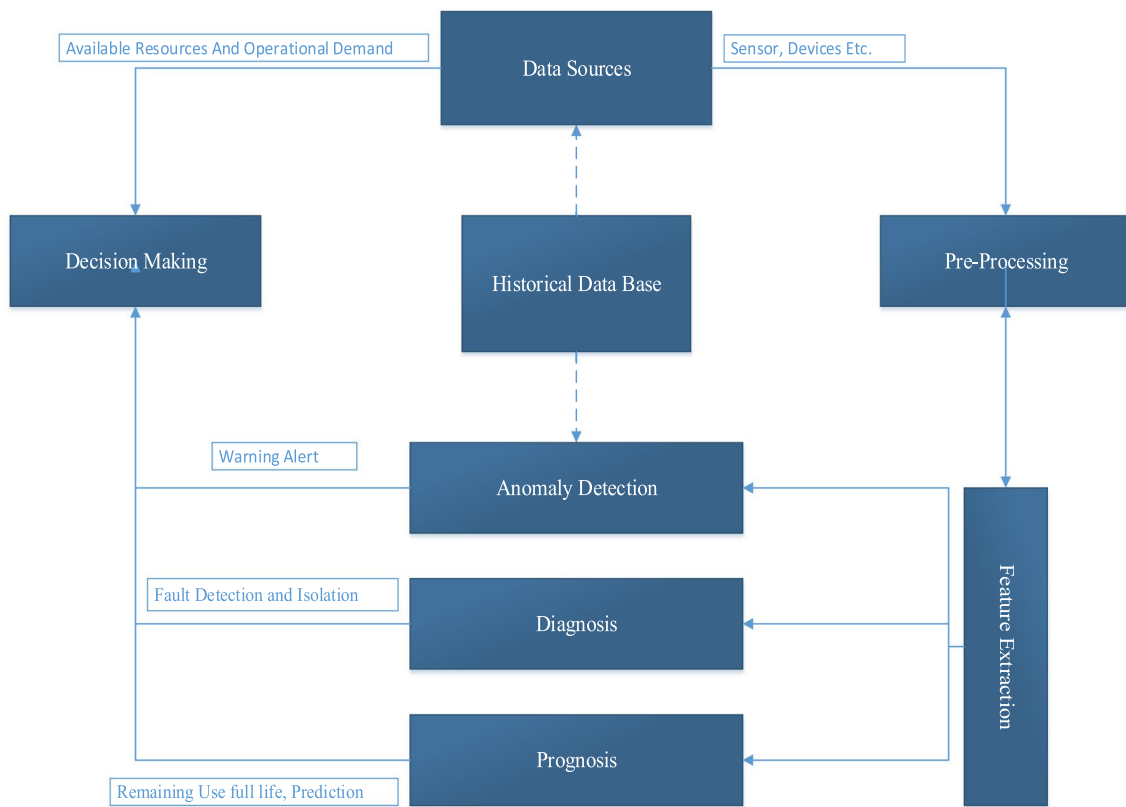 Available Resources And Operational Demand
Data Sources
Sensor, Devices Etc.
Decision Making
Historical Data Base
Pre-Processing
Warning Alert
Anomaly Detection
Fault Detection and Isolation
Diagnosis
Feature Extraction
Prognosis
Remaining Use full life, Prediction